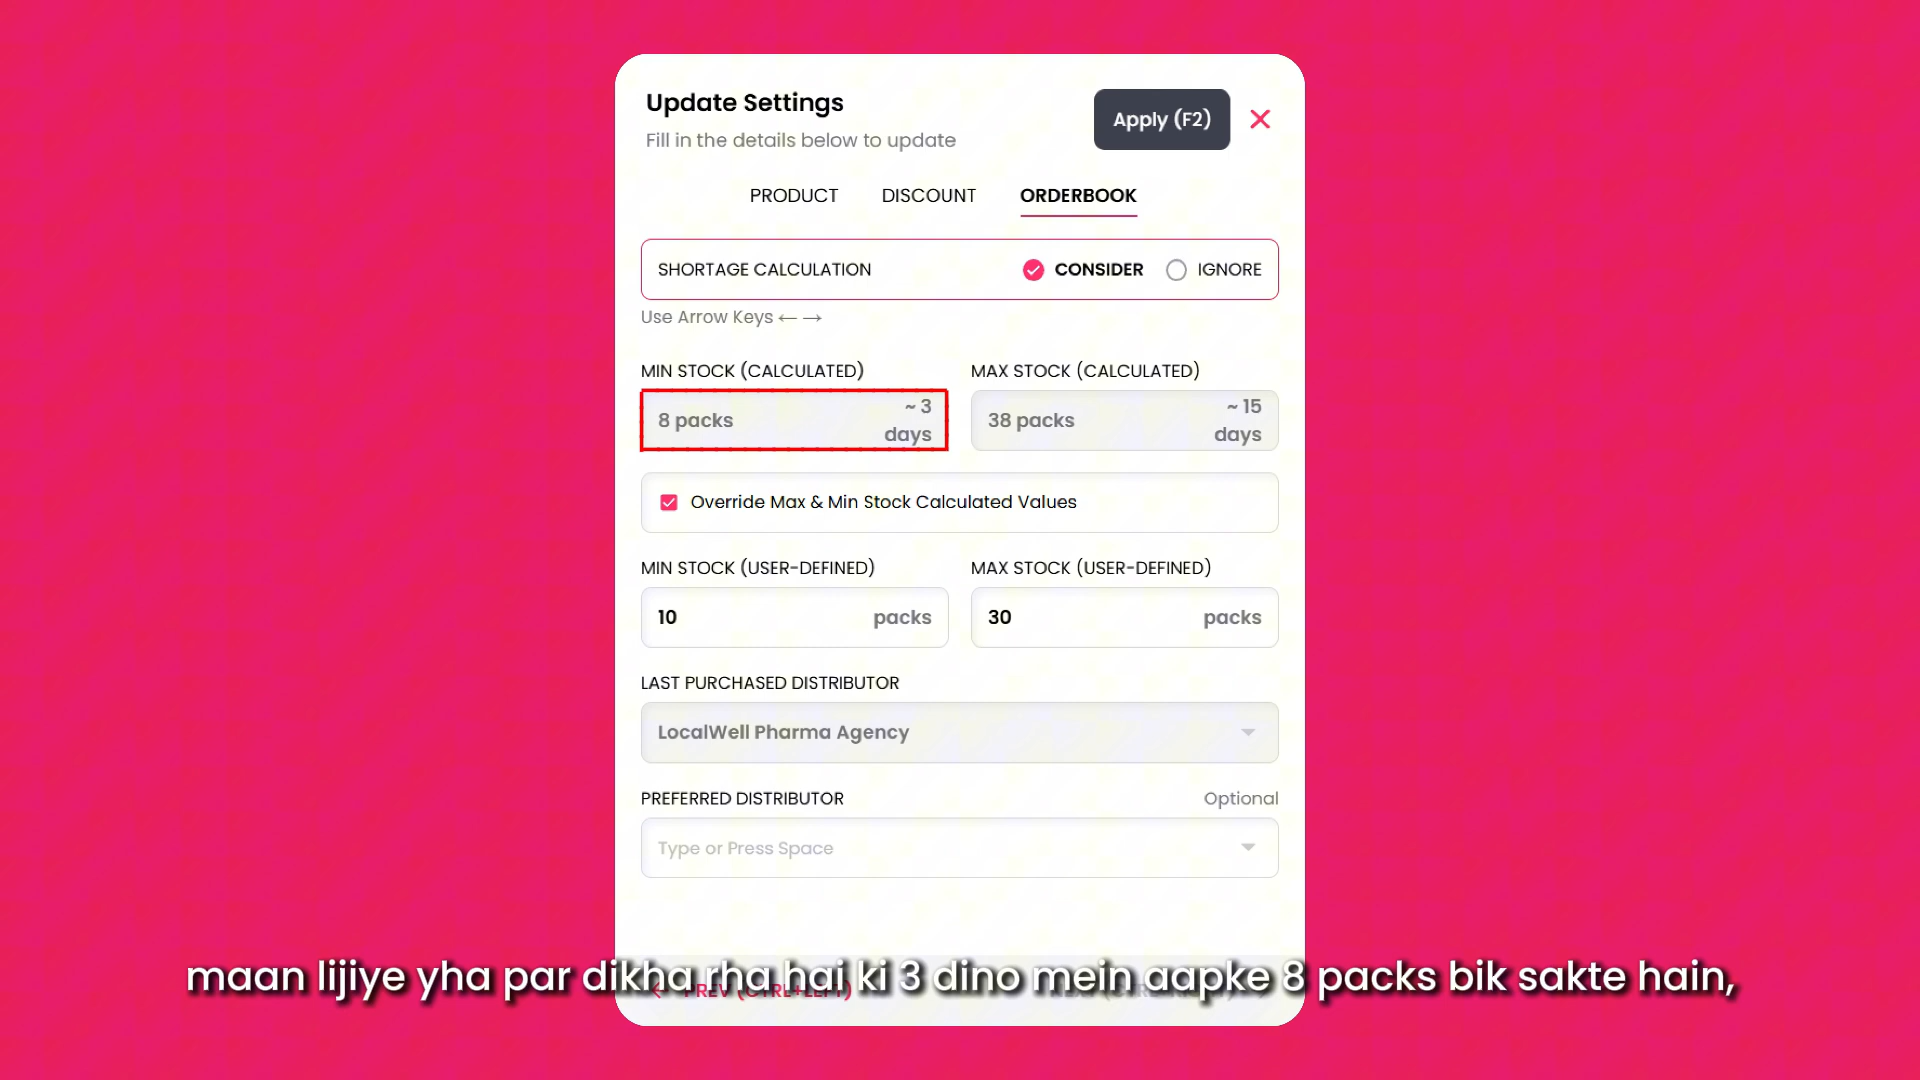 Update Settings
Fill in the details below to update
Apply (F2)
PRODUCT DISCOUNT ORDERBOOK
SHORTAGE CALCULATION CONSIDER IGNORE
Use Arrow Keys ← →
MIN STOCK (CALCULATED) MAX STOCK (CALCULATED)
8 packs ~ 3 days 38 packs ~ 15 days
Override Max & Min Stock Calculated Values
MIN STOCK (USER-DEFINED) MAX STOCK (USER-DEFINED)
10 packs 30 packs
LAST PURCHASED DISTRIBUTOR
LocalWell Pharma Agency
PREFERRED DISTRIBUTOR Optional
Type or Press Space
← PREV (CTRL+LEFT)
maan lijiye yha par dikha rha hai ki 3 dino mein aapke 8 packs bik sakte hain,